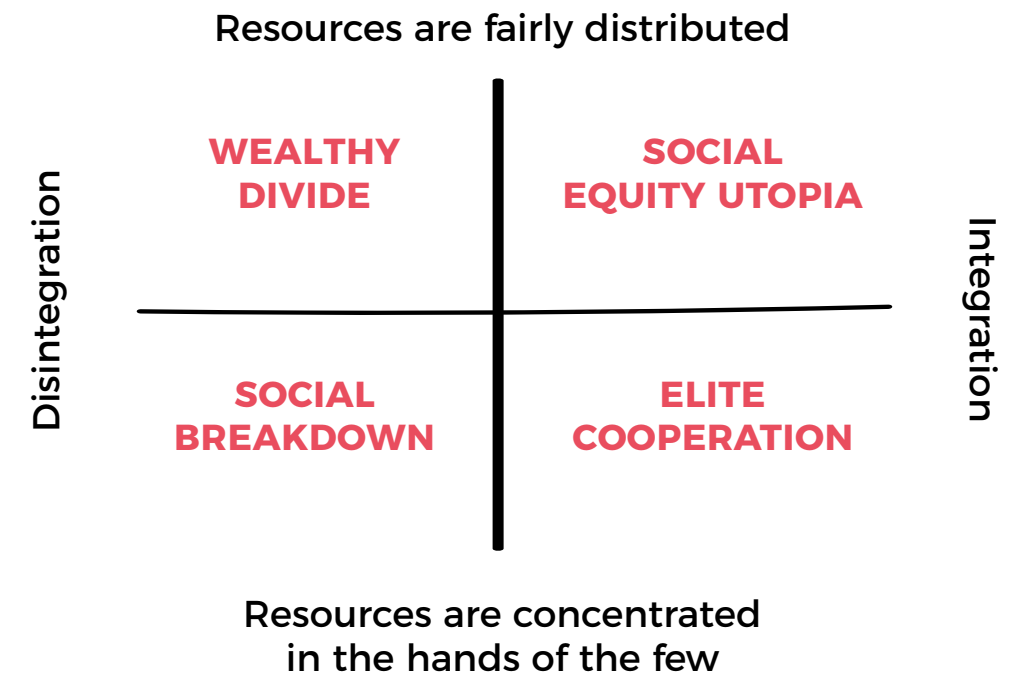 Resources are fairly distributed
WEALTHY
DIVIDE
SOCIAL
EQUITY UTOPIA
Disintegration
Integration
SOCIAL
BREAKDOWN
ELITE
COOPERATION
Resources are concentrated
in the hands of the few